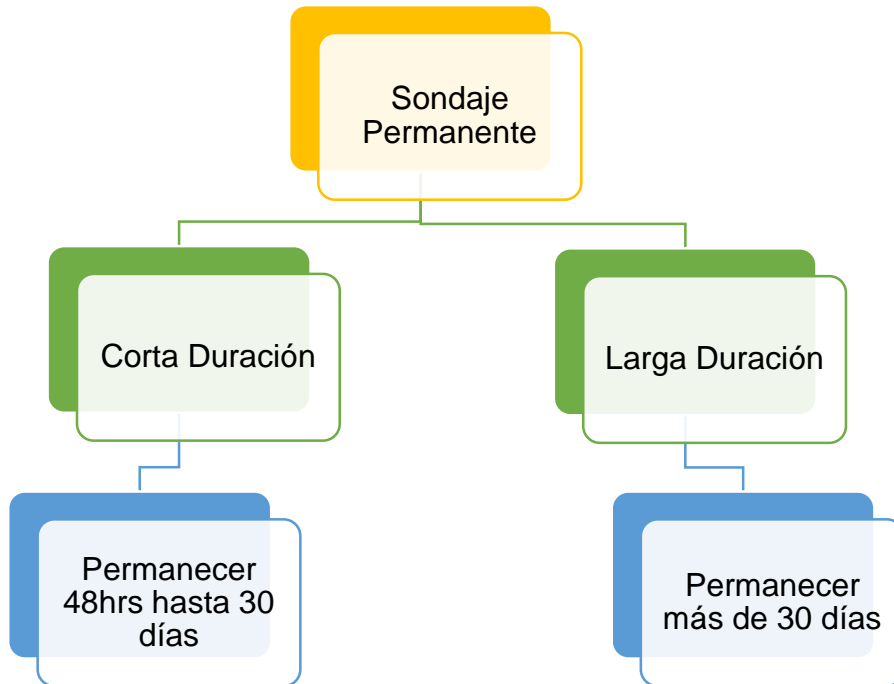 Sondaje
Permanente
Corta Duración
Larga Duración
Permanecer
48hrs hasta 30
días
Permanecer
más de 30 días